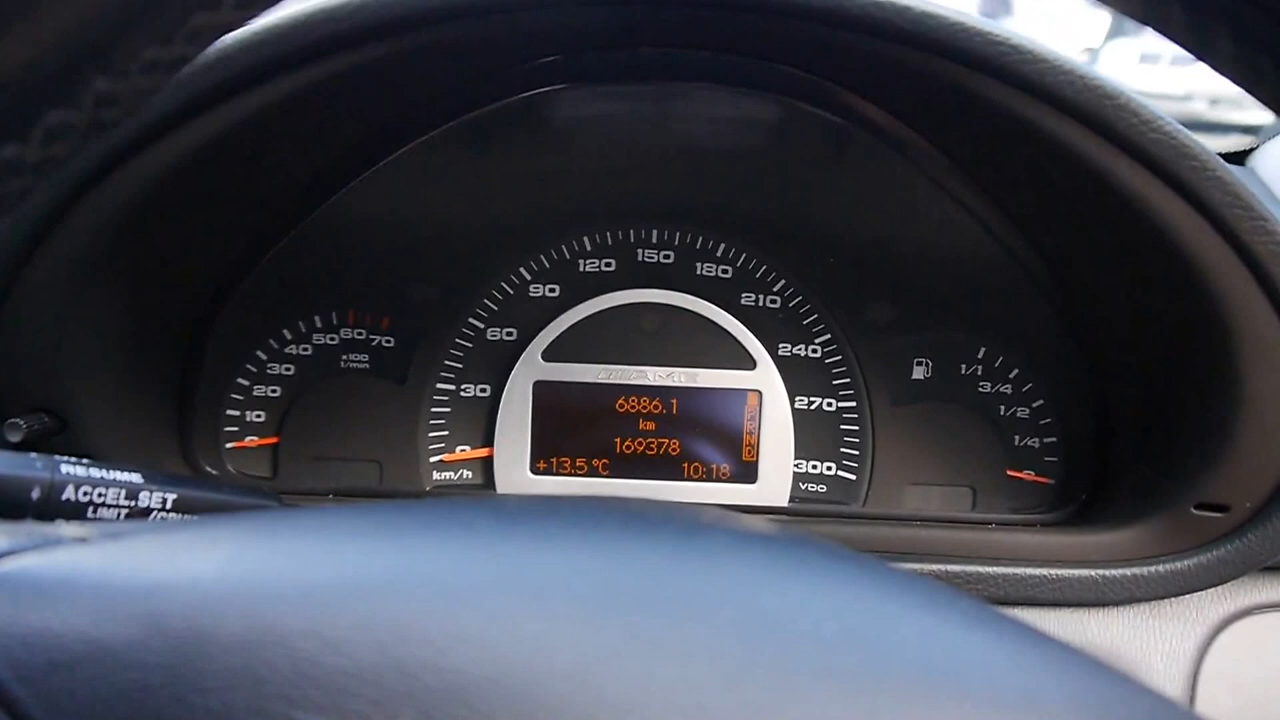 10
20
30
40
50
60
70
x100
1/min
0
30
60
90
120
150
180
210
240
270
300
km/h
VDO
AMG
6886.1
km
169378
+13.5°C
10:18
P
R
N
D
1/1
3/4
1/2
1/4
RESUME
ACCEL.SET
LIMIT